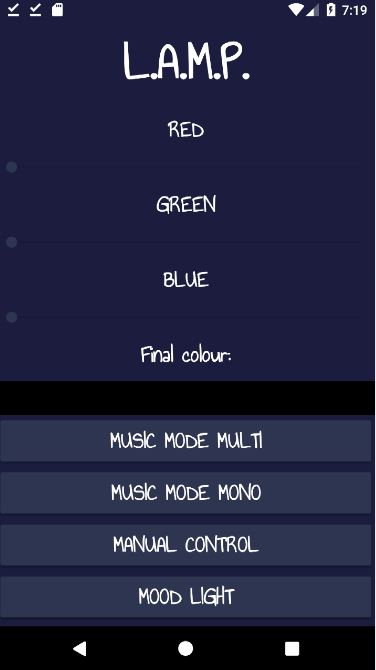 7:19
L.A.M.P.
RED
GREEN
BLUE
Final colour:
MUSIC MODE MULTI
MUSIC MODE MONO
MANUAL CONTROL
MOOD LIGHT